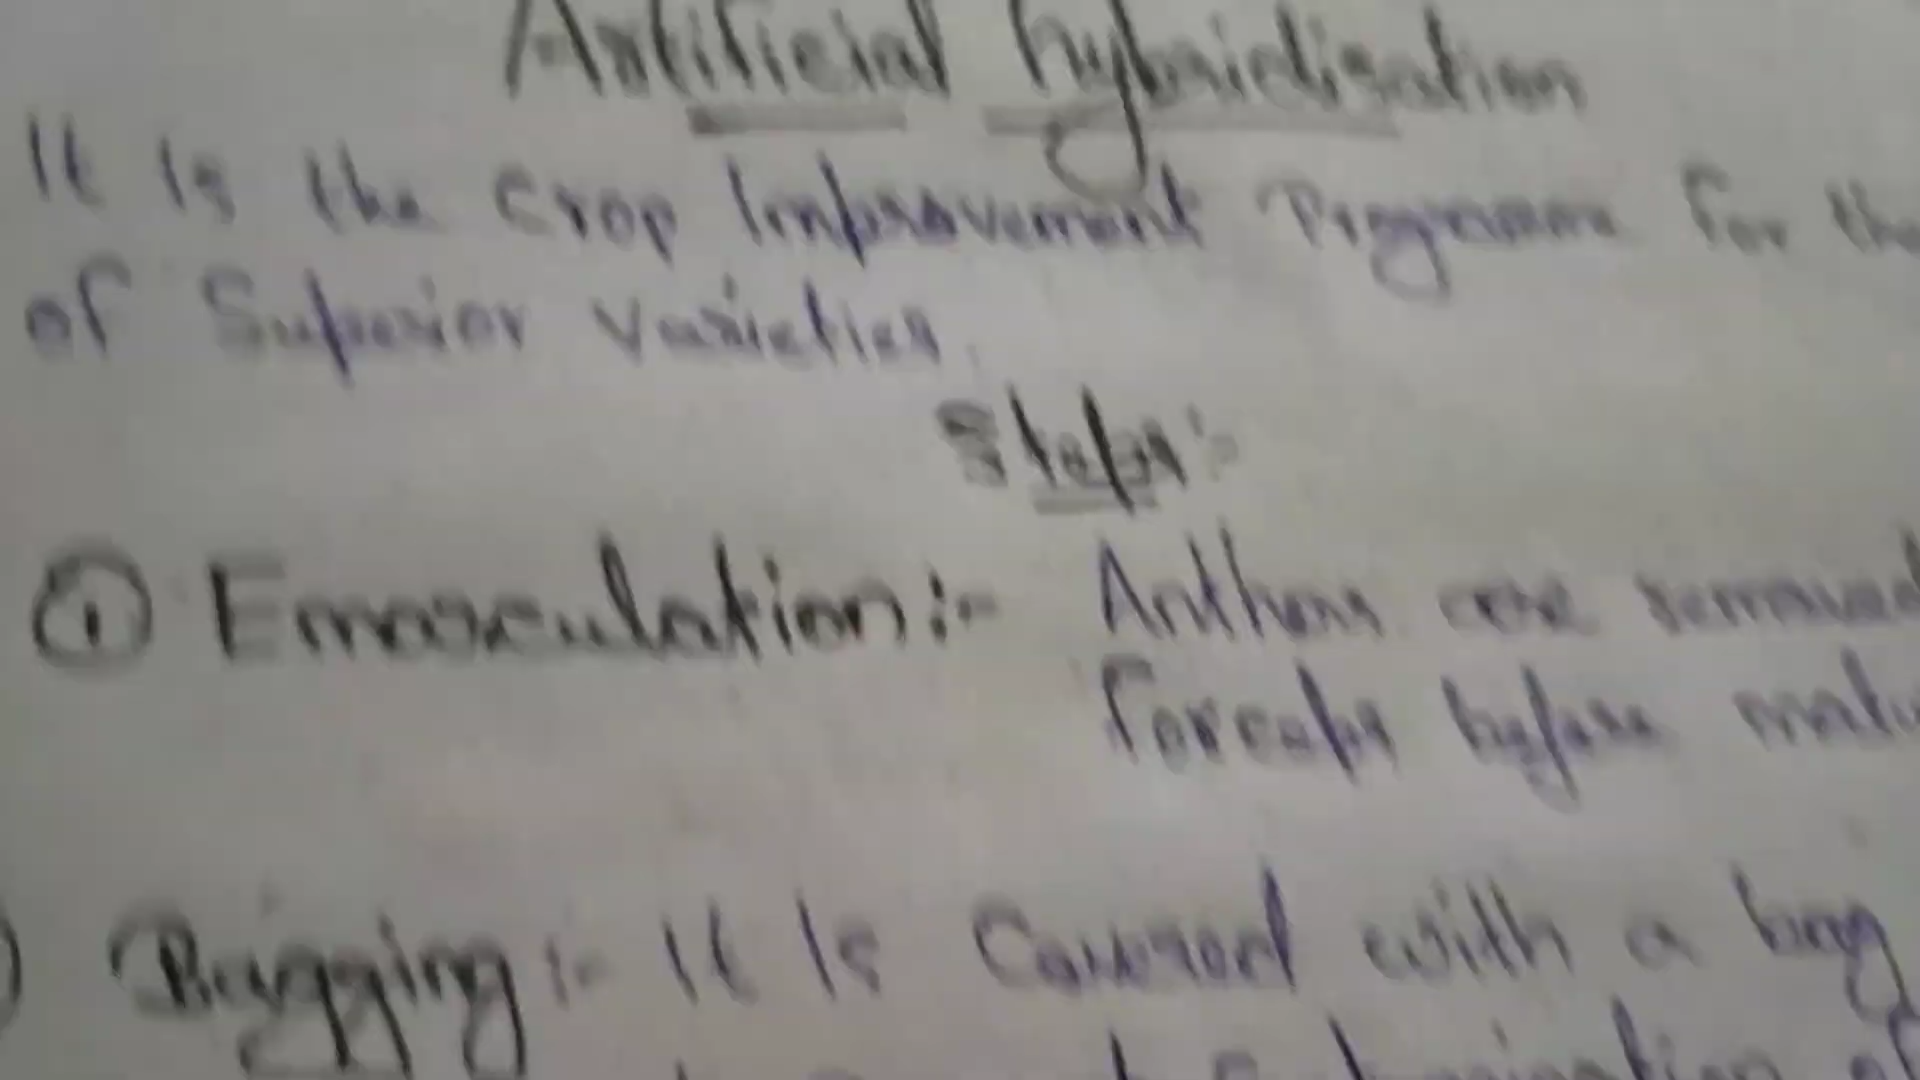 Artificial hybridisation
It is the crop Improvement Programme for the
of Superior Varieties.
Steps:-
① Emasculation:- Anthers are removed
Forceps before
) Bagging:- It is Covered with a bag